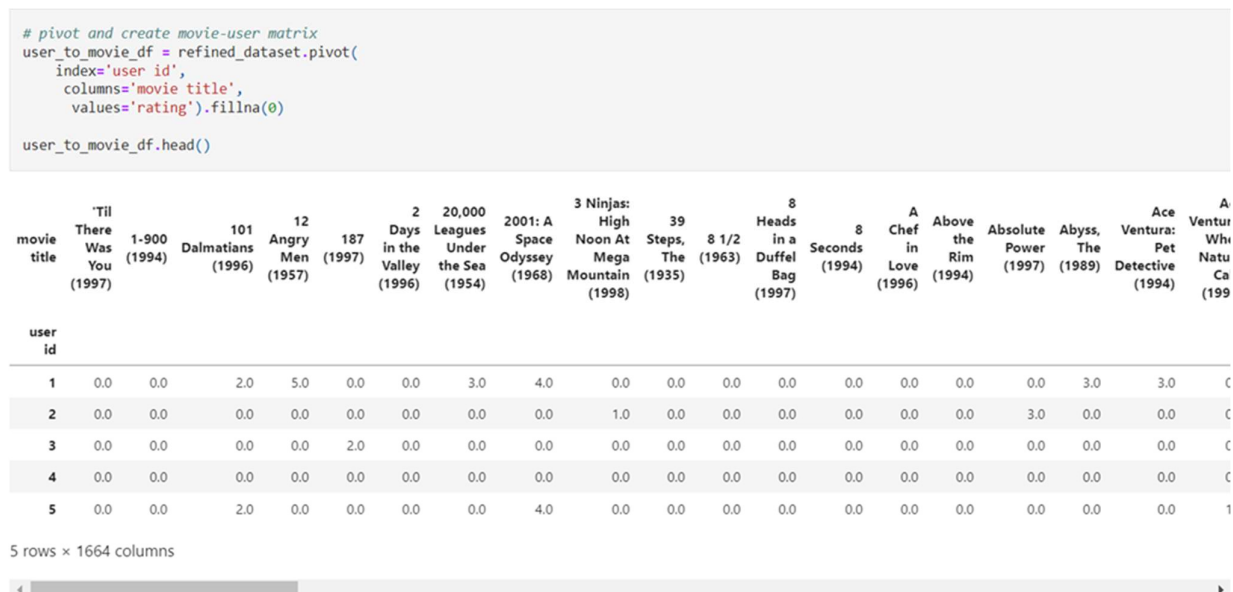 # pivot and create movie-user matrix
user_to_movie_df = refined_dataset.pivot(
    index='user id',
     columns='movie title',
      values='rating').fillna(0)
user_to_movie_df.head()
movie title 'Til There Was You (1997) 1-900 (1994) 101 Dalmatians (1996) 12 Angry Men (1957) 187 (1997) 2 Days in the Valley (1996) 20,000 Leagues Under the Sea (1954) 2001: A Space Odyssey (1968) 3 Ninjas: High Noon At Mega Mountain (1998) 39 Steps, The (1935) 8 1/2 (1963) 8 Heads in a Duffel Bag (1997) 8 Seconds (1994) A Chef in Love (1996) Above the Rim (1994) Absolute Power (1997) Abyss, The (1989) Ace Ventura: Pet Detective (1994)
user id
1 0.0 0.0 2.0 5.0 0.0 0.0 3.0 4.0 0.0 0.0 0.0 0.0 0.0 0.0 0.0 0.0 3.0 3.0
2 0.0 0.0 0.0 0.0 0.0 0.0 0.0 0.0 1.0 0.0 0.0 0.0 0.0 0.0 0.0 3.0 0.0 0.0
3 0.0 0.0 0.0 0.0 2.0 0.0 0.0 0.0 0.0 0.0 0.0 0.0 0.0 0.0 0.0 0.0 0.0 0.0
4 0.0 0.0 0.0 0.0 0.0 0.0 0.0 0.0 0.0 0.0 0.0 0.0 0.0 0.0 0.0 0.0 0.0 0.0
5 0.0 0.0 2.0 0.0 0.0 0.0 0.0 4.0 0.0 0.0 0.0 0.0 0.0 0.0 0.0 0.0 0.0 0.0
5 rows × 1664 columns